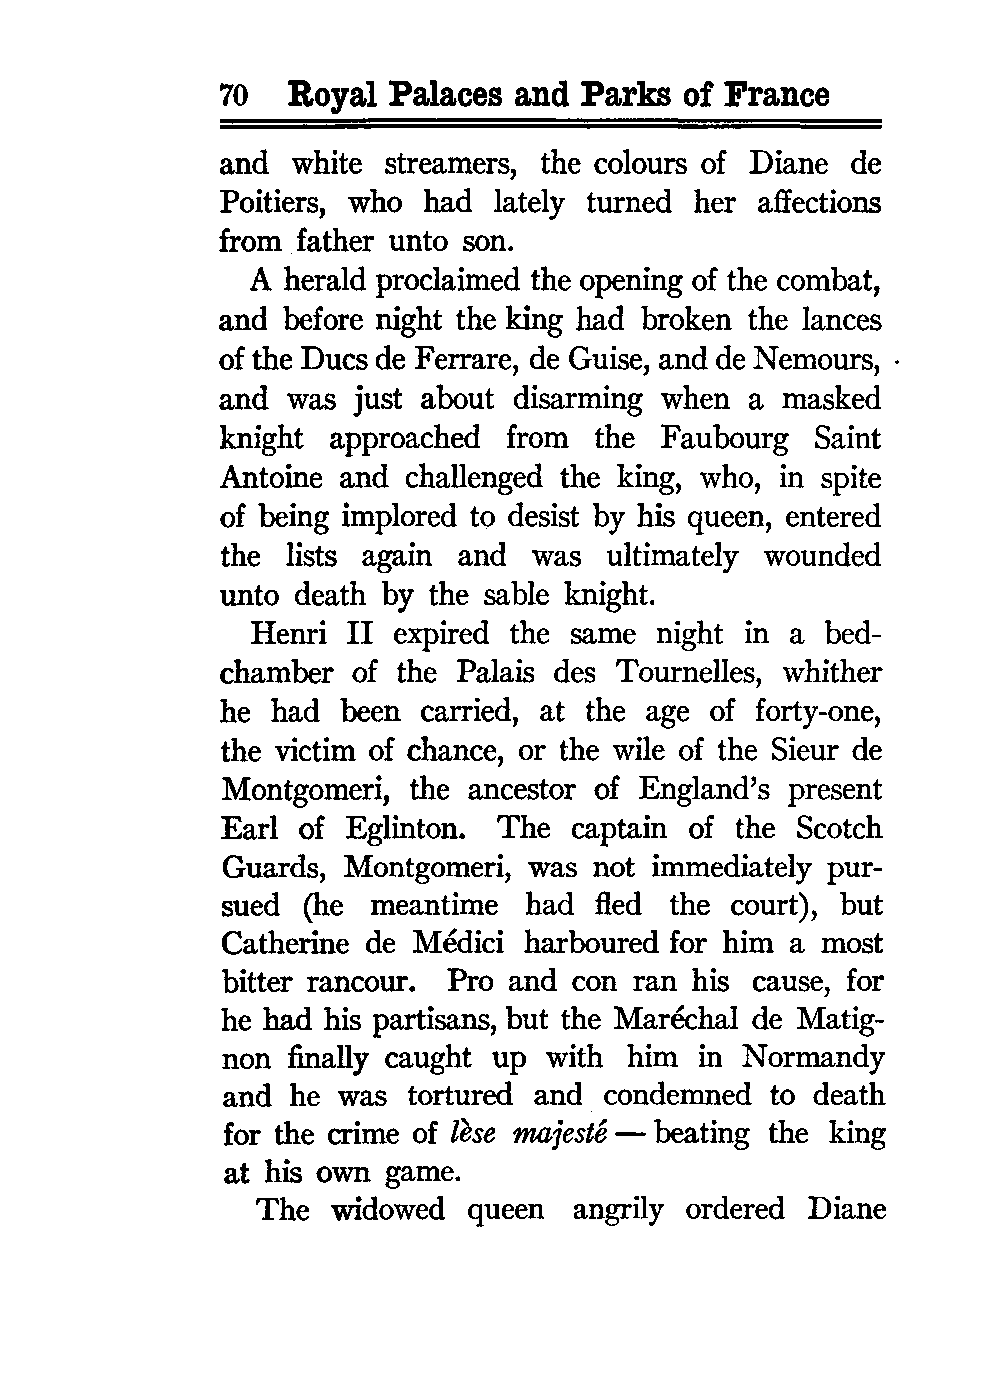 70 Royal Palaces and Parks of France
and white streamers, the colours of Diane de
Poitiers, who had lately turned her affections
from father unto son.
A herald proclaimed the opening of the combat,
and before night the king had broken the lances
of the Ducs de Ferrare, de Guise, and de Nemours,
and was just about disarming when a masked
knight approached from the Faubourg Saint
Antoine and challenged the king, who, in spite
of being implored to desist by his queen, entered
the lists again and was ultimately wounded
unto death by the sable knight.
Henri II expired the same night in a bed-
chamber of the Palais des Tournelles, whither
he had been carried, at the age of forty-one,
the victim of chance, or the wile of the Sieur de
Montgomeri, the ancestor of England's present
Earl of Eglinton. The captain of the Scotch
Guards, Montgomeri, was not immediately pur-
sued (he meantime had fled the court), but
Catherine de Médici harboured for him a most
bitter rancour. Pro and con ran his cause, for
he had his partisans, but the Maréchal de Matig-
non finally caught up with him in Normandy
and he was tortured and condemned to death
for the crime of lèse majesté — beating the king
at his own game.
The widowed queen angrily ordered Diane